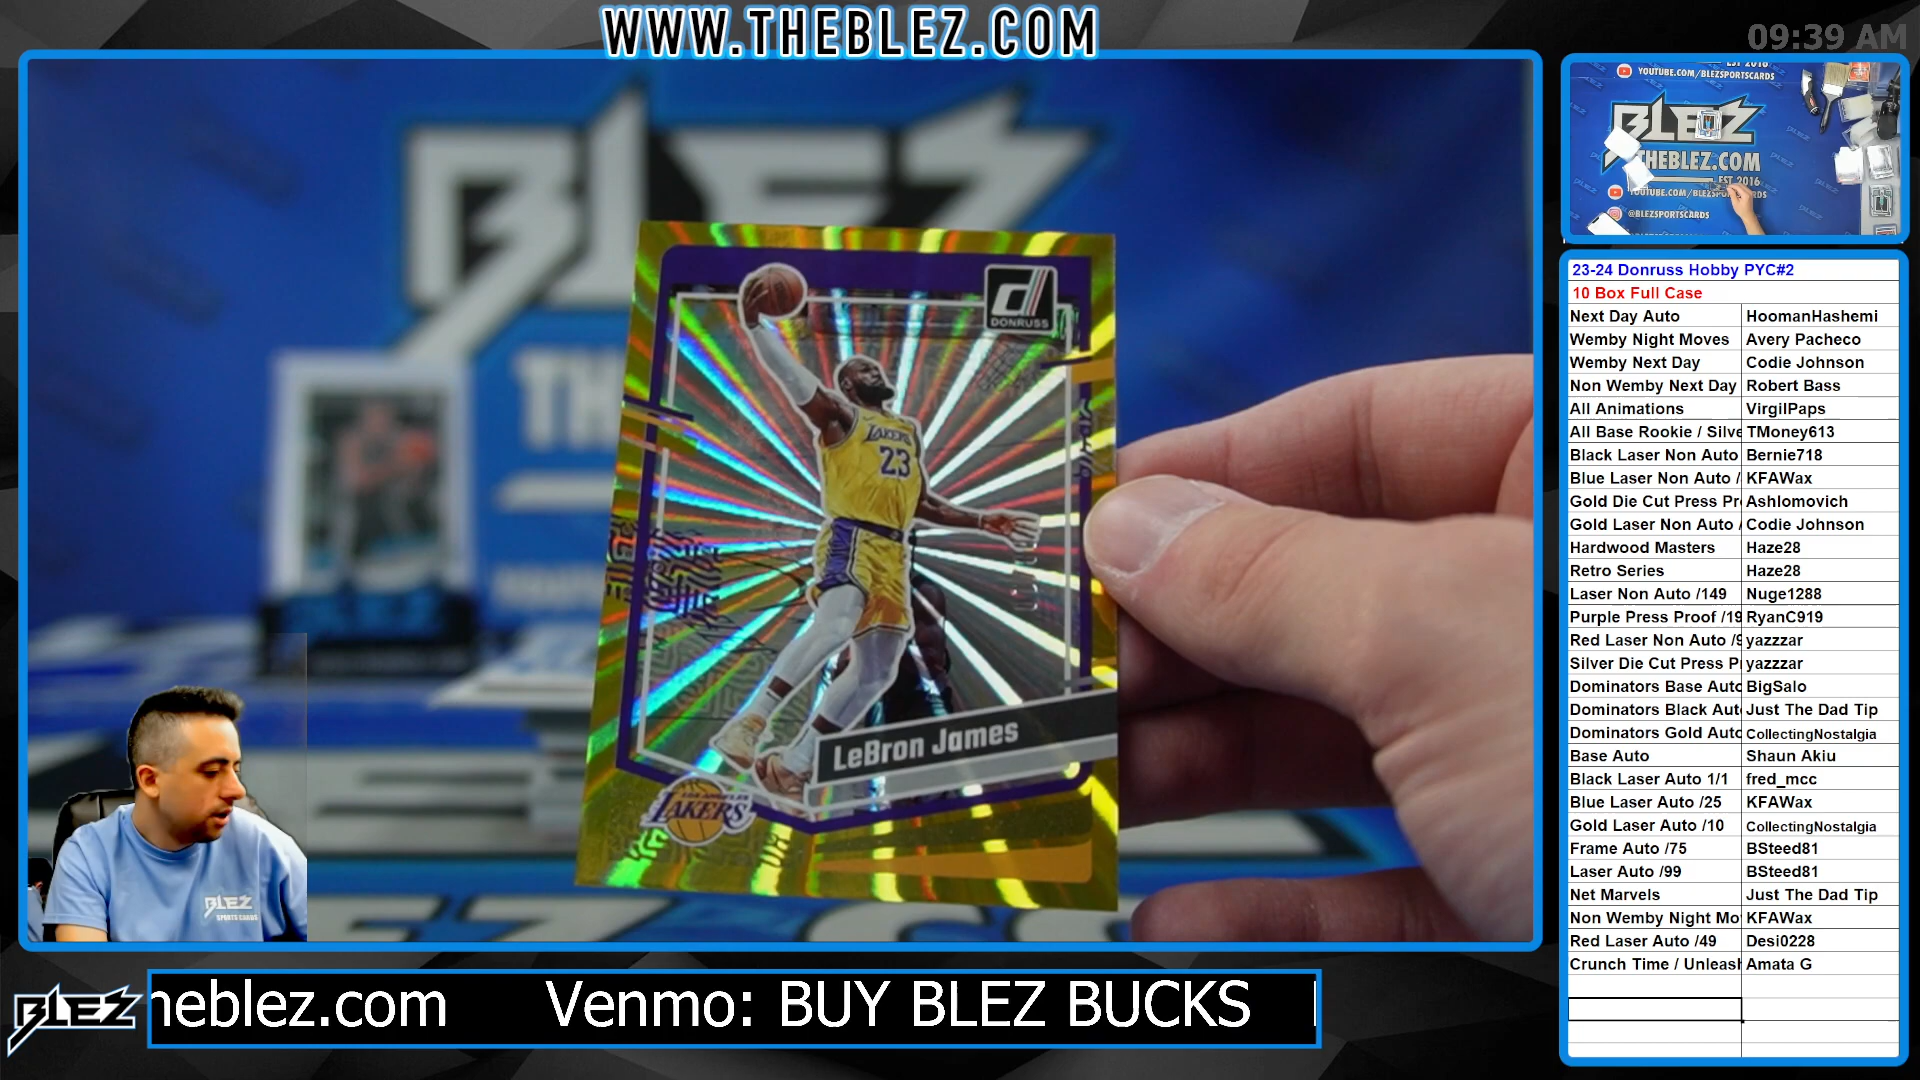 WWW.THEBLEZ.COM
09:39 AM
BLEZ
DONRUSS
LAKERS
23
LeBron James
LAKERS
BLEZ
SPORTS CARDS
YOUTUBE.COM/BLEZSPORTSCARDS
BLEZ
THEBLEZ.COM
EST 2016
@BLEZSPORTSCARDS
23-24 Donruss Hobby PYC#2
10 Box Full Case
Next Day Auto HoomanHashemi
Wemby Night Moves Avery Pacheco
Wemby Next Day Codie Johnson
Non Wemby Next Day Robert Bass
All Animations VirgilPaps
All Base Rookie / Silve TMoney613
Black Laser Non Auto Bernie718
Blue Laser Non Auto / KFAWax
Gold Die Cut Press Pr Ashlomovich
Gold Laser Non Auto / Codie Johnson
Hardwood Masters Haze28
Retro Series Haze28
Laser Non Auto /149 Nuge1288
Purple Press Proof /19 RyanC919
Red Laser Non Auto /9 yazzzar
Silver Die Cut Press P yazzzar
Dominators Base Auto BigSalo
Dominators Black Aut Just The Dad Tip
Dominators Gold Auto CollectingNostalgia
Base Auto Shaun Akiu
Black Laser Auto 1/1 fred_mcc
Blue Laser Auto /25 KFAWax
Gold Laser Auto /10 CollectingNostalgia
Frame Auto /75 BSteed81
Laser Auto /99 BSteed81
Net Marvels Just The Dad Tip
Non Wemby Night Mo KFAWax
Red Laser Auto /49 Desi0228
Crunch Time / Unleash Amata G
BLEZ
heblez.com Venmo: BUY BLEZ BUCKS